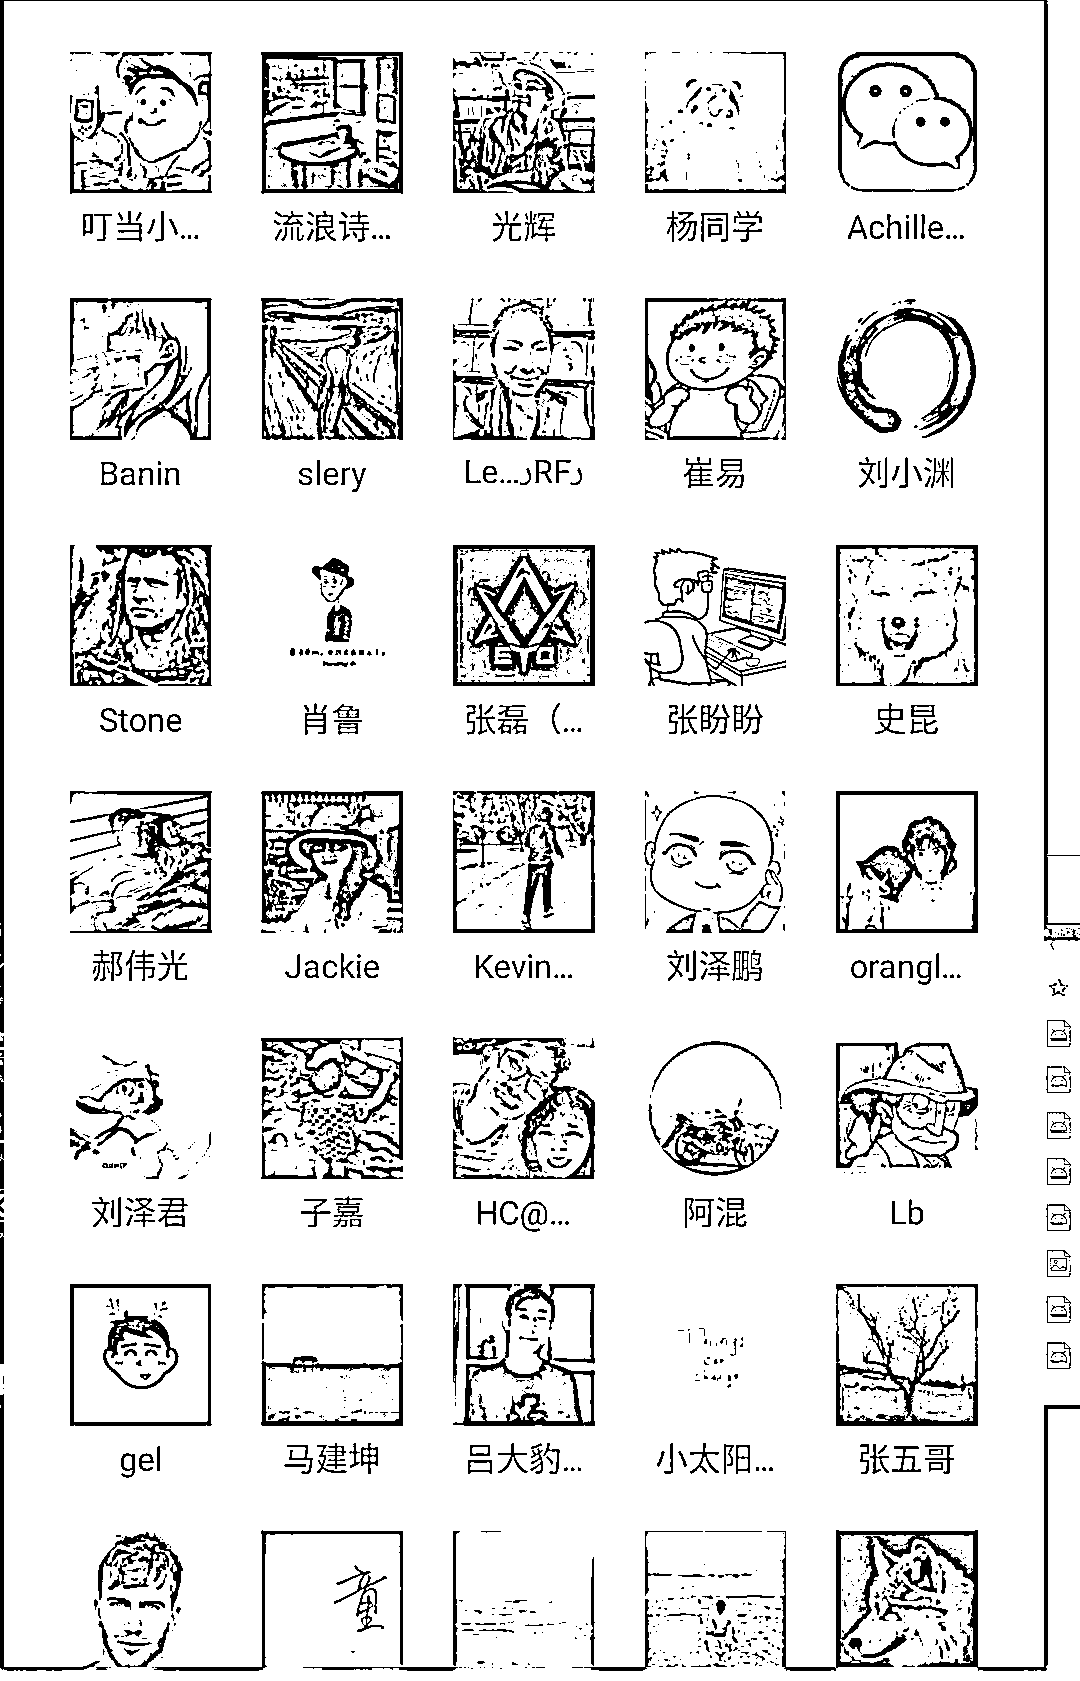 叮当小...
流浪诗...
光辉
杨同学
Achille...
Banin
slery
崔易
刘小渊
Stone
肖鲁
ETO
张磊（...
张盼盼
史昆
郝伟光
Jackie
Kevin...
刘泽鹏
orangl...
刘泽君
子嘉
HC@...
阿混
Lb
gel
马建坤
吕大豹...
小太阳...
张五哥
童